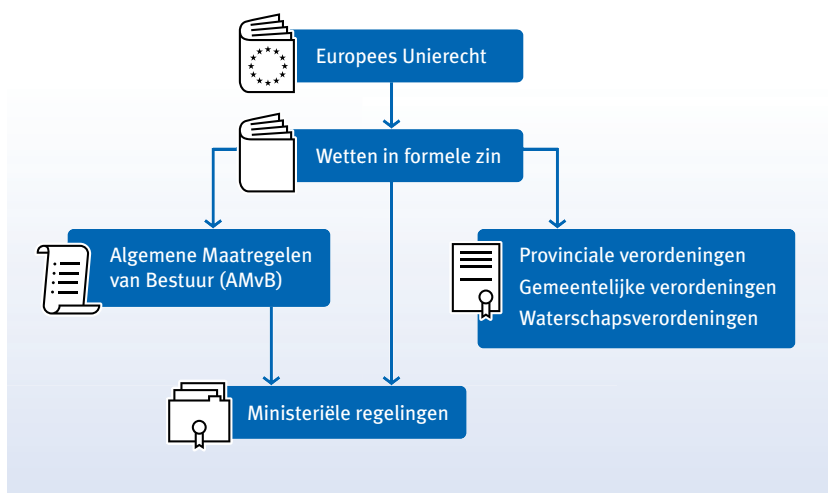 Europees Unierecht
Wetten in formele zin
Algemene Maatregelen
van Bestuur (AMvB)
Provinciale verordeningen
Gemeentelijke verordeningen
Waterschapsverordeningen
Ministeriële regelingen